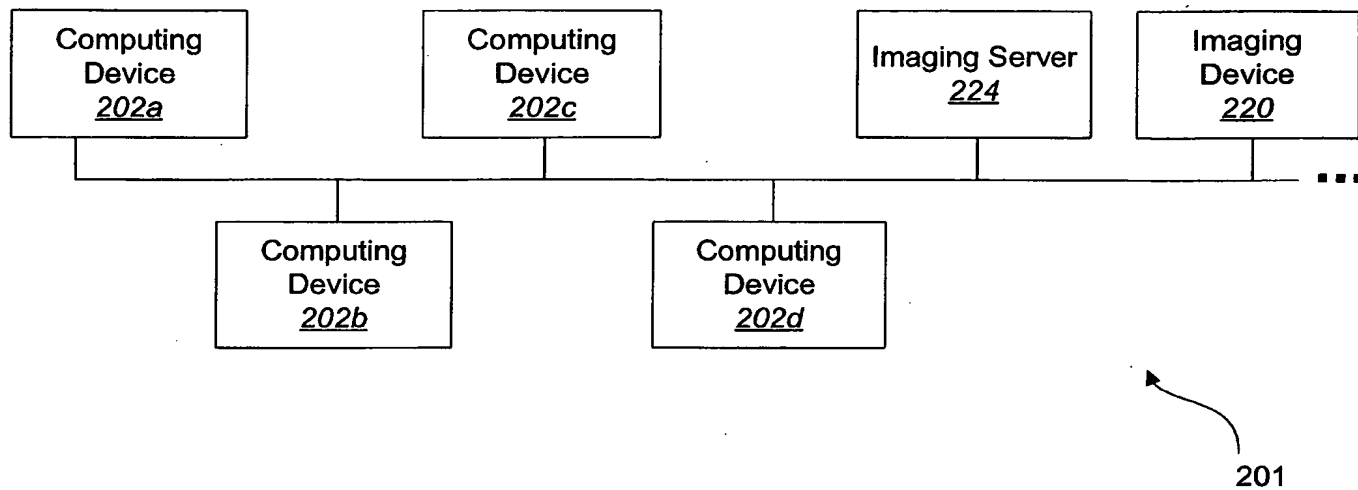 Computing
Device
202a
Computing
Device
202c
Imaging Server
224
Imaging
Device
220
Computing
Device
202b
Computing
Device
202d
201